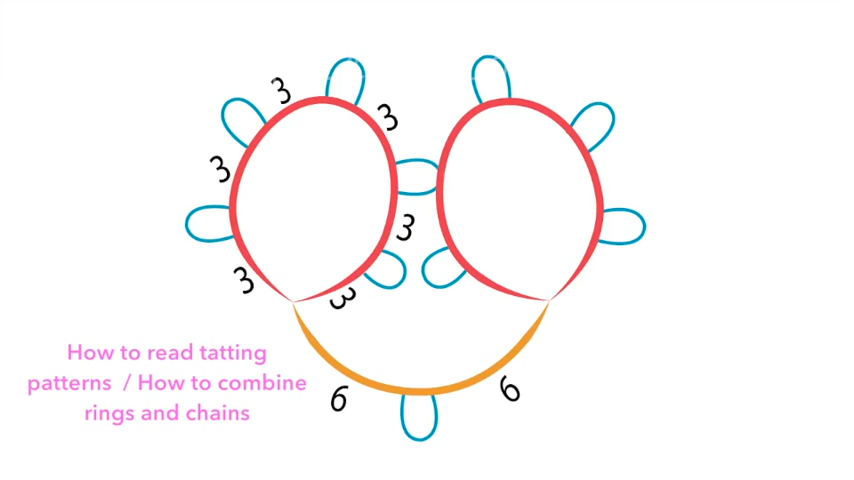 3
3
3
3
3
3
6
6
How to read tatting
patterns / How to combine
rings and chains